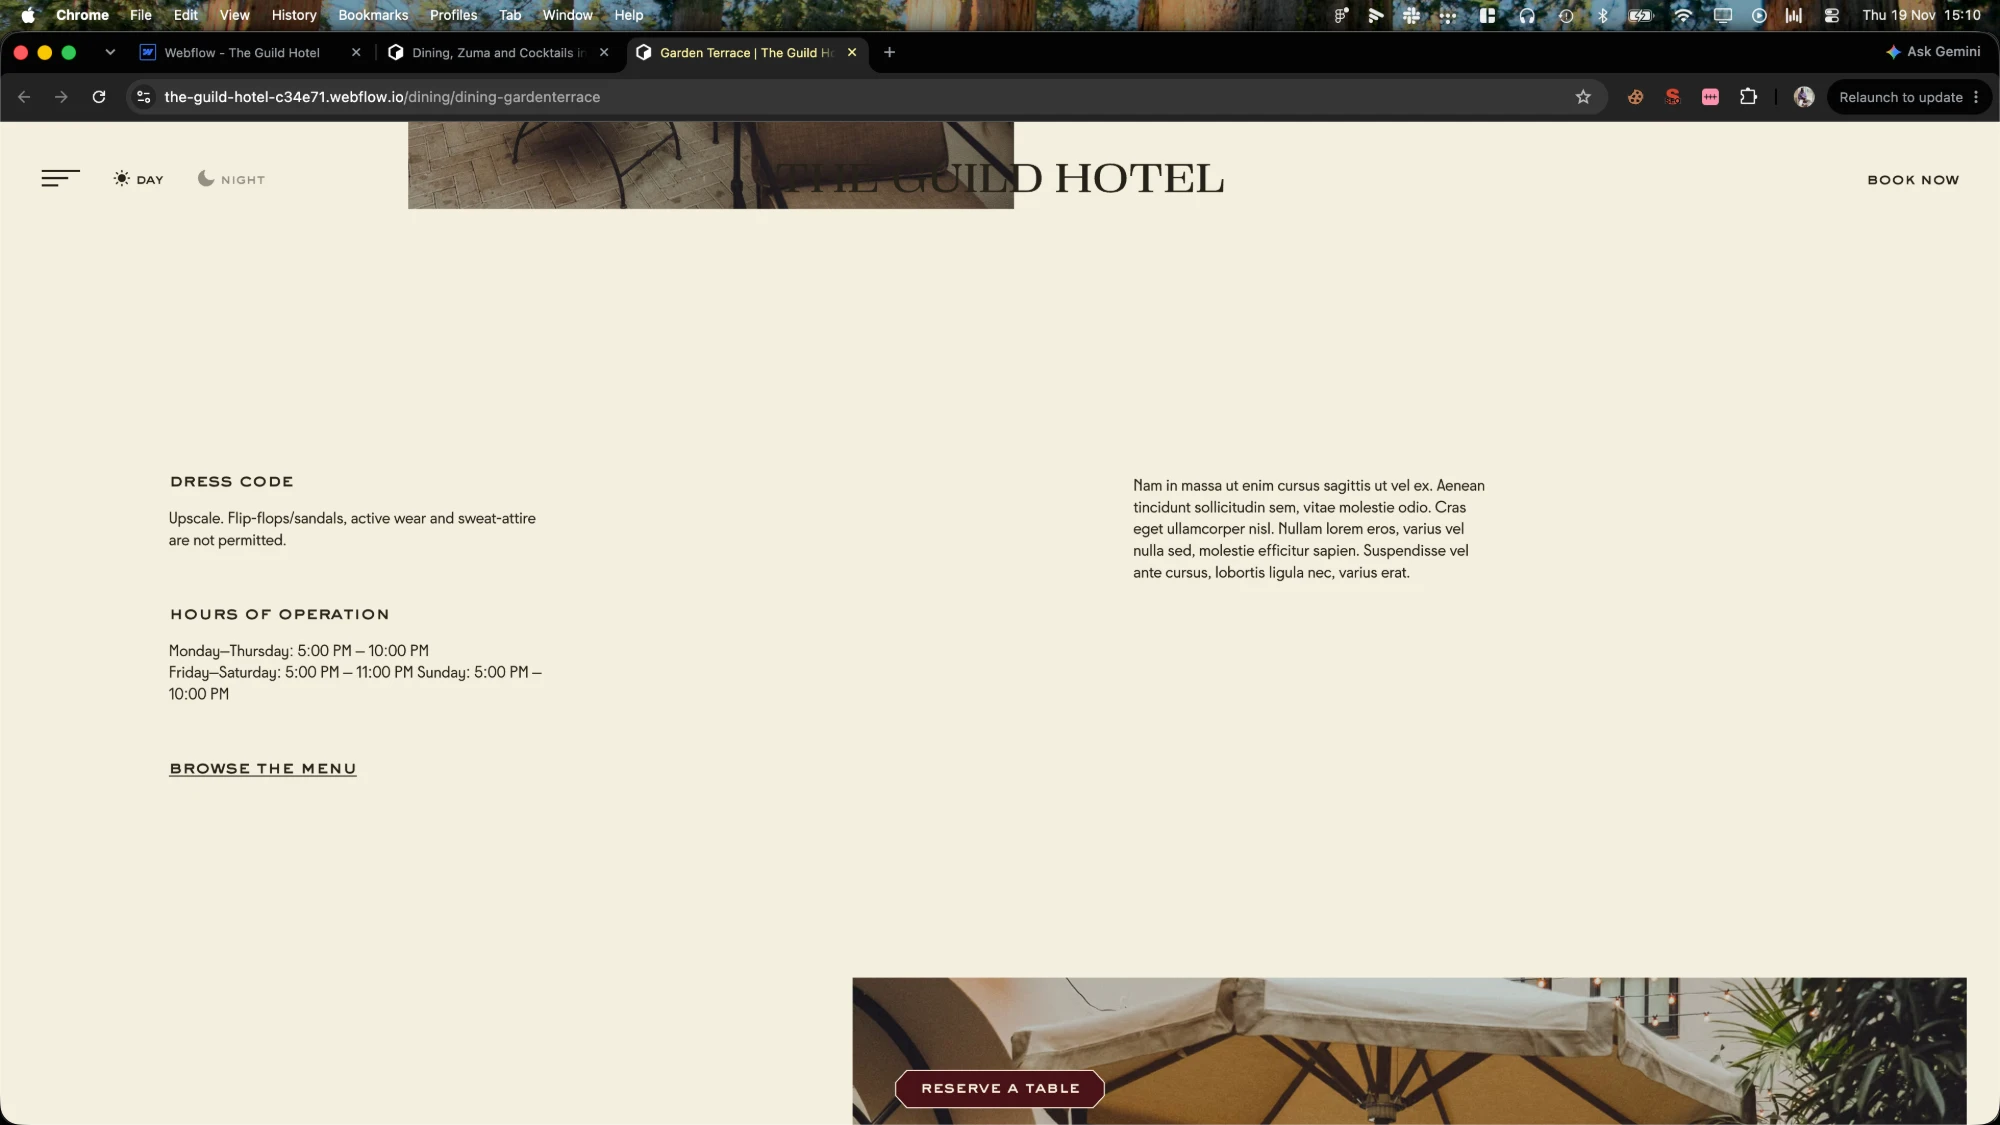 Chrome File Edit View History Bookmarks Profiles Tab Window Help Thu 19 Nov 15:10
Webflow - The Guild Hotel Dining, Zuma and Cocktails in Garden Terrace | The Guild Ho Ask Gemini
the-guild-hotel-c34e71.webflow.io/dining/dining-gardenterrace Relaunch to update
DAY NIGHT THE GUILD HOTEL BOOK NOW
DRESS CODE
Upscale. Flip-flops/sandals, active wear and sweat-attire
are not permitted.
HOURS OF OPERATION
Monday—Thursday: 5:00 PM – 10:00 PM
Friday—Saturday: 5:00 PM – 11:00 PM Sunday: 5:00 PM –
10:00 PM
BROWSE THE MENU
Nam in massa ut enim cursus sagittis ut vel ex. Aenean
tincidunt sollicitudin sem, vitae molestie odio. Cras
eget ullamcorper nisl. Nullam lorem eros, varius vel
nulla sed, molestie efficitur sapien. Suspendisse vel
ante cursus, lobortis ligula nec, varius erat.
RESERVE A TABLE